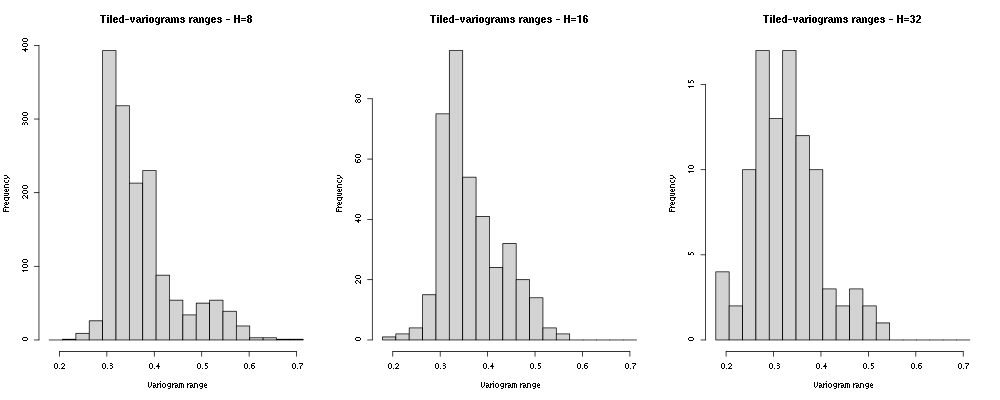 Tiled-variograms ranges - H=8
Frequency
0
100
200
300
400
0.2 0.3 0.4 0.5 0.6 0.7
Variogram range
Tiled-variograms ranges - H=16
Frequency
0
20
40
60
80
0.2 0.3 0.4 0.5 0.6 0.7
Variogram range
Tiled-variograms ranges - H=32
Frequency
0
5
10
15
0.2 0.3 0.4 0.5 0.6 0.7
Variogram range